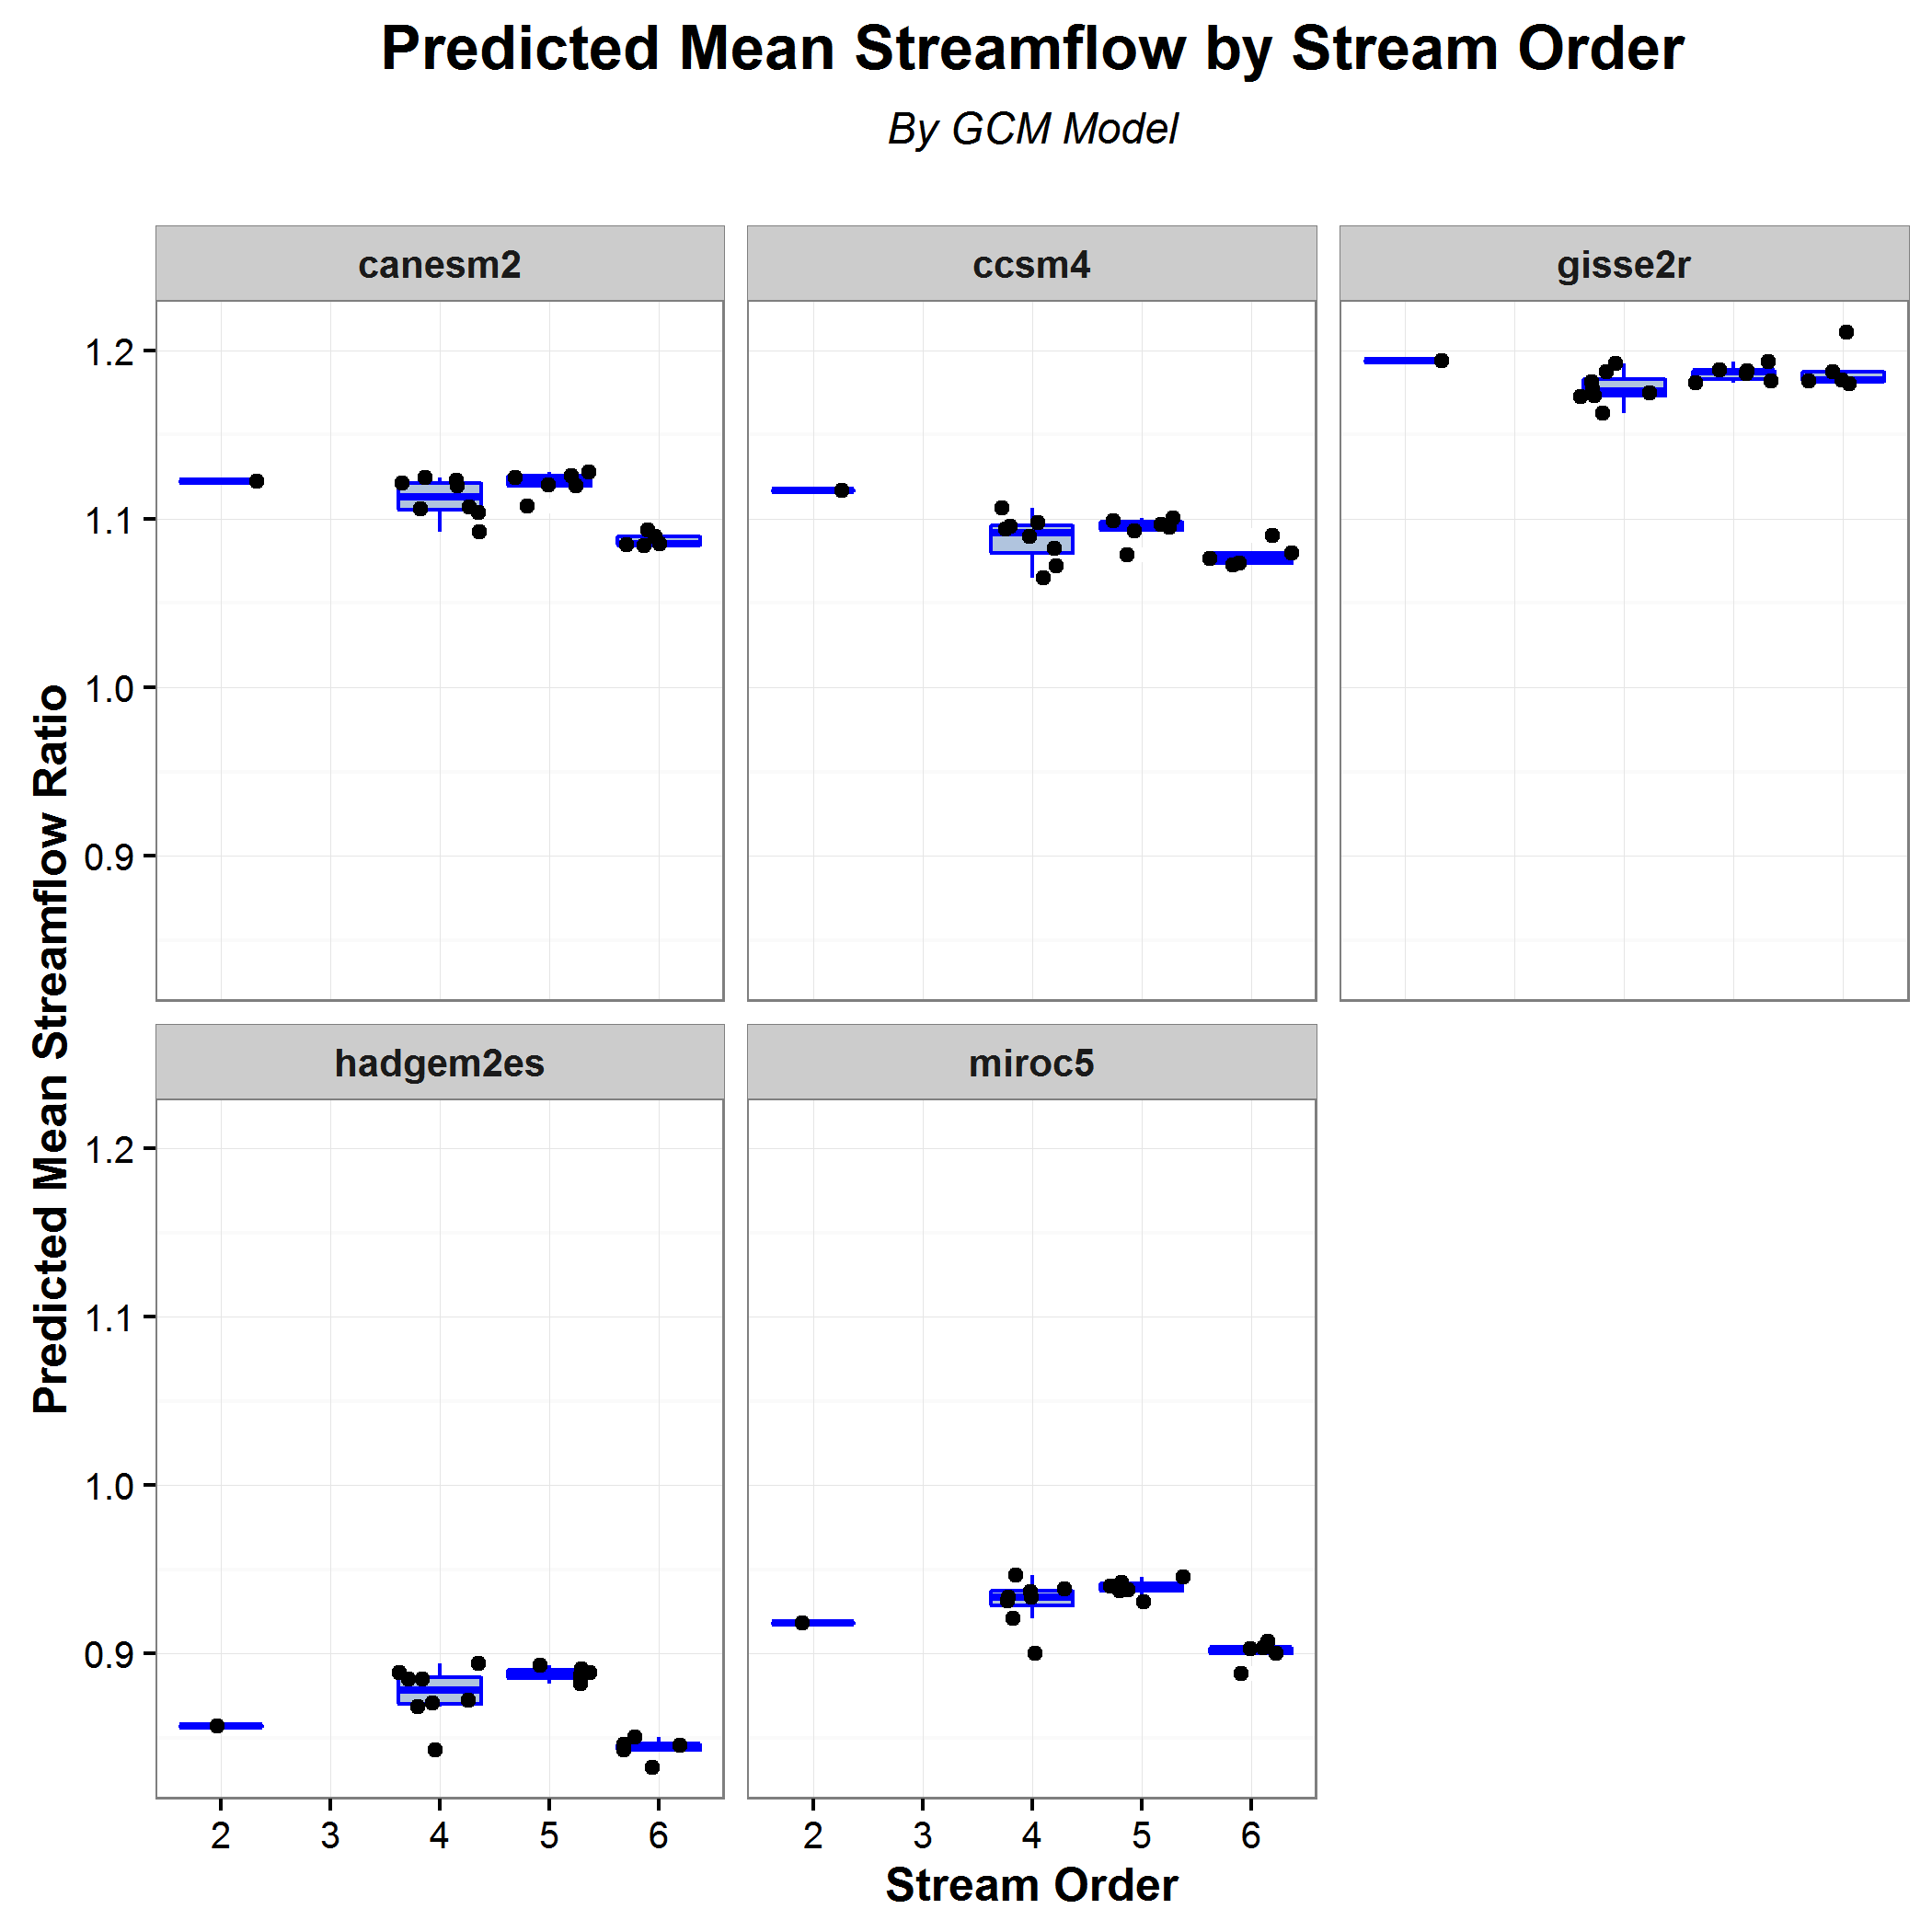 Predicted Mean Streamflow by Stream Order
By GCM Model
canesm2
ccsm4
gisse2r
1.2
1.1
1.0
0.9
Predicted Mean Streamflow Ratio
hadgem2es
miroc5
1.2
1.1
1.0
0.9
2 3 4 5 6
2 3 4 5 6
Stream Order